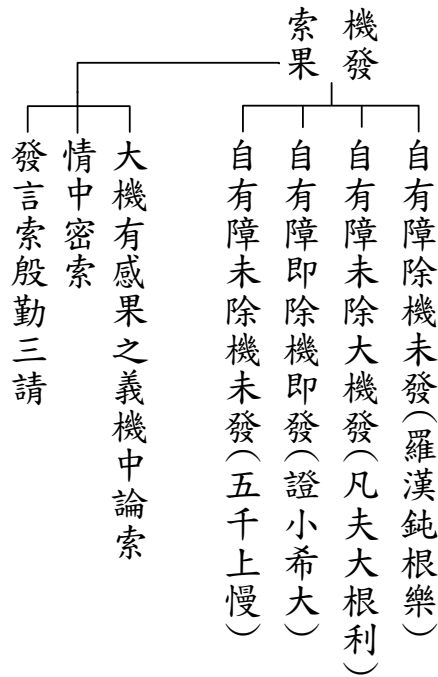 機發
索果
自有障除機未發(羅漢鈍根樂)
自有障未除大機發(凡夫大根利)
自有障即除機即發(證小希大)
自有障未除機未發(五千上慢)
大機有感果之義機中論索
情中密索
發言索殷勤三請